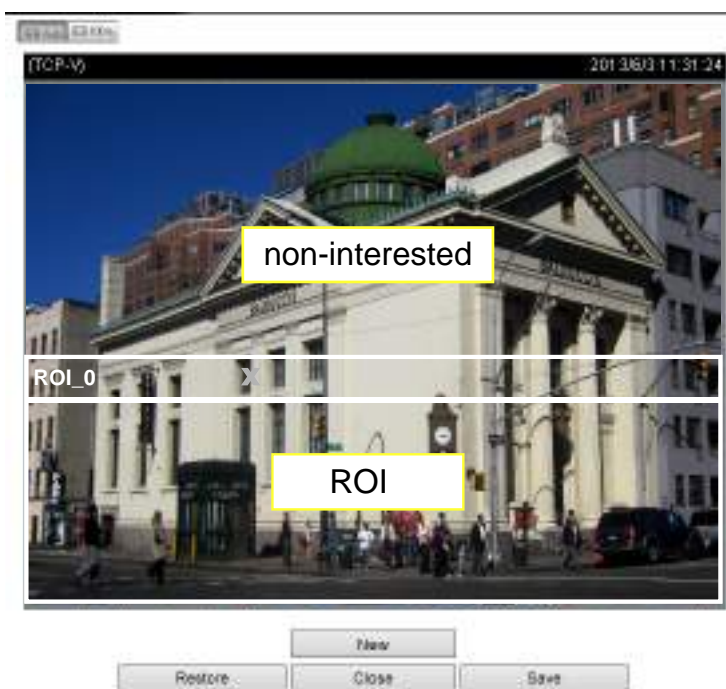 (TCP-V) 2013/6/3 11:31:24
non-interested
ROI_0 X
ROI
New
Restore Close Save